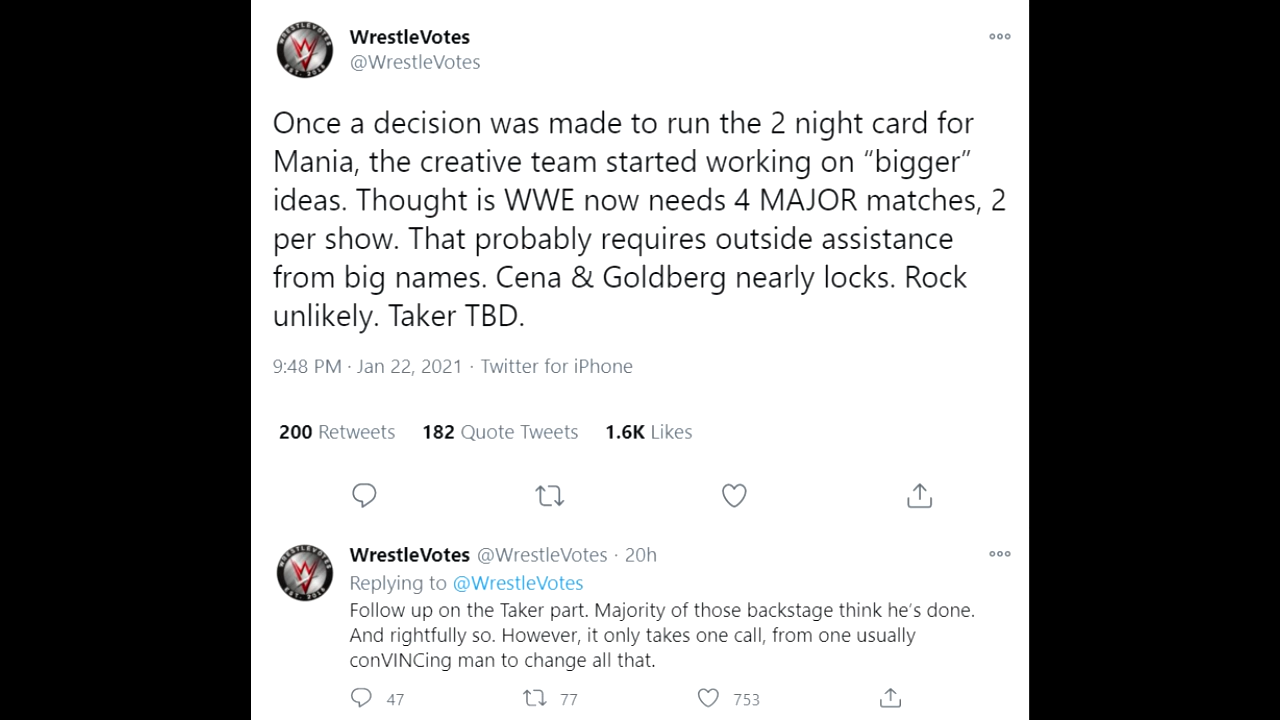 WrestleVotes
@WrestleVotes
Once a decision was made to run the 2 night card for
Mania, the creative team started working on “bigger”
ideas. Thought is WWE now needs 4 MAJOR matches, 2
per show. That probably requires outside assistance
from big names. Cena & Goldberg nearly locks. Rock
unlikely. Taker TBD.
9:48 PM · Jan 22, 2021 · Twitter for iPhone
200 Retweets 182 Quote Tweets 1.6K Likes
WrestleVotes @WrestleVotes · 20h
Replying to @WrestleVotes
Follow up on the Taker part. Majority of those backstage think he’s done.
And rightfully so. However, it only takes one call, from one usually
conVINCing man to change all that.
47 77 753